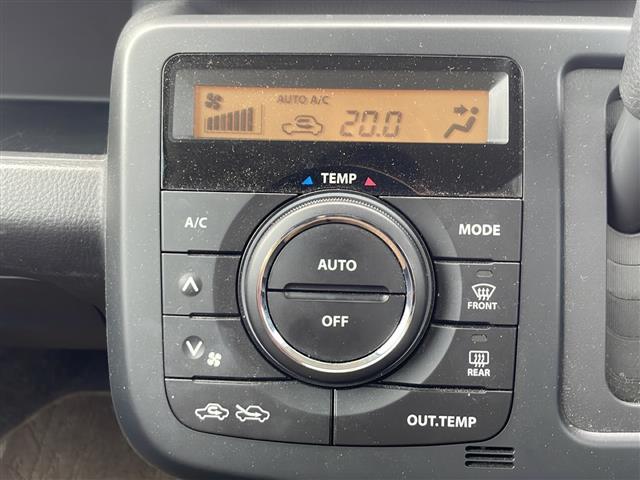 AUTO A/C
20.0
TEMP
A/C
MODE
AUTO
OFF
FRONT
REAR
OUT.TEMP